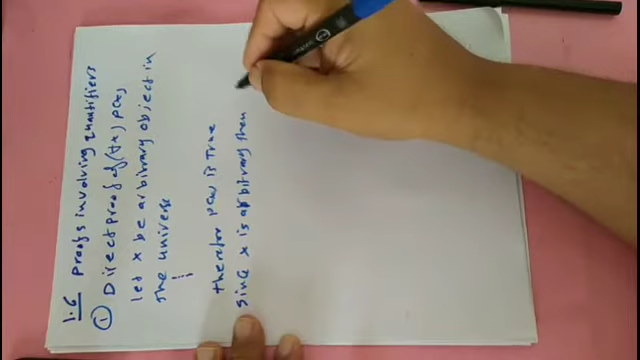 1.6 Proofs involving quantifiers
① Direct proof of (∀x) P(x)
let x be arbitrary object in
the universe
⋮
therefor P(x) is true
since x is arbitrary then